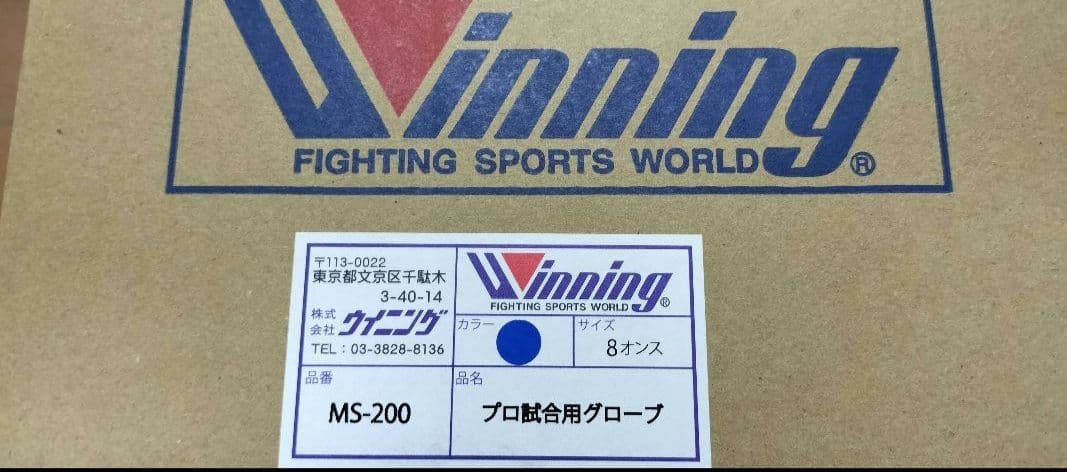 Winning
FIGHTING SPORTS WORLD®
〒113-0022
東京都文京区千駄木
3-40-14
株式会社 ウイニング
TEL：03-3828-8136
Winning
FIGHTING SPORTS WORLD ®
カラー
サイズ
8オンス
品番
MS-200
品名
プロ試合用グローブ